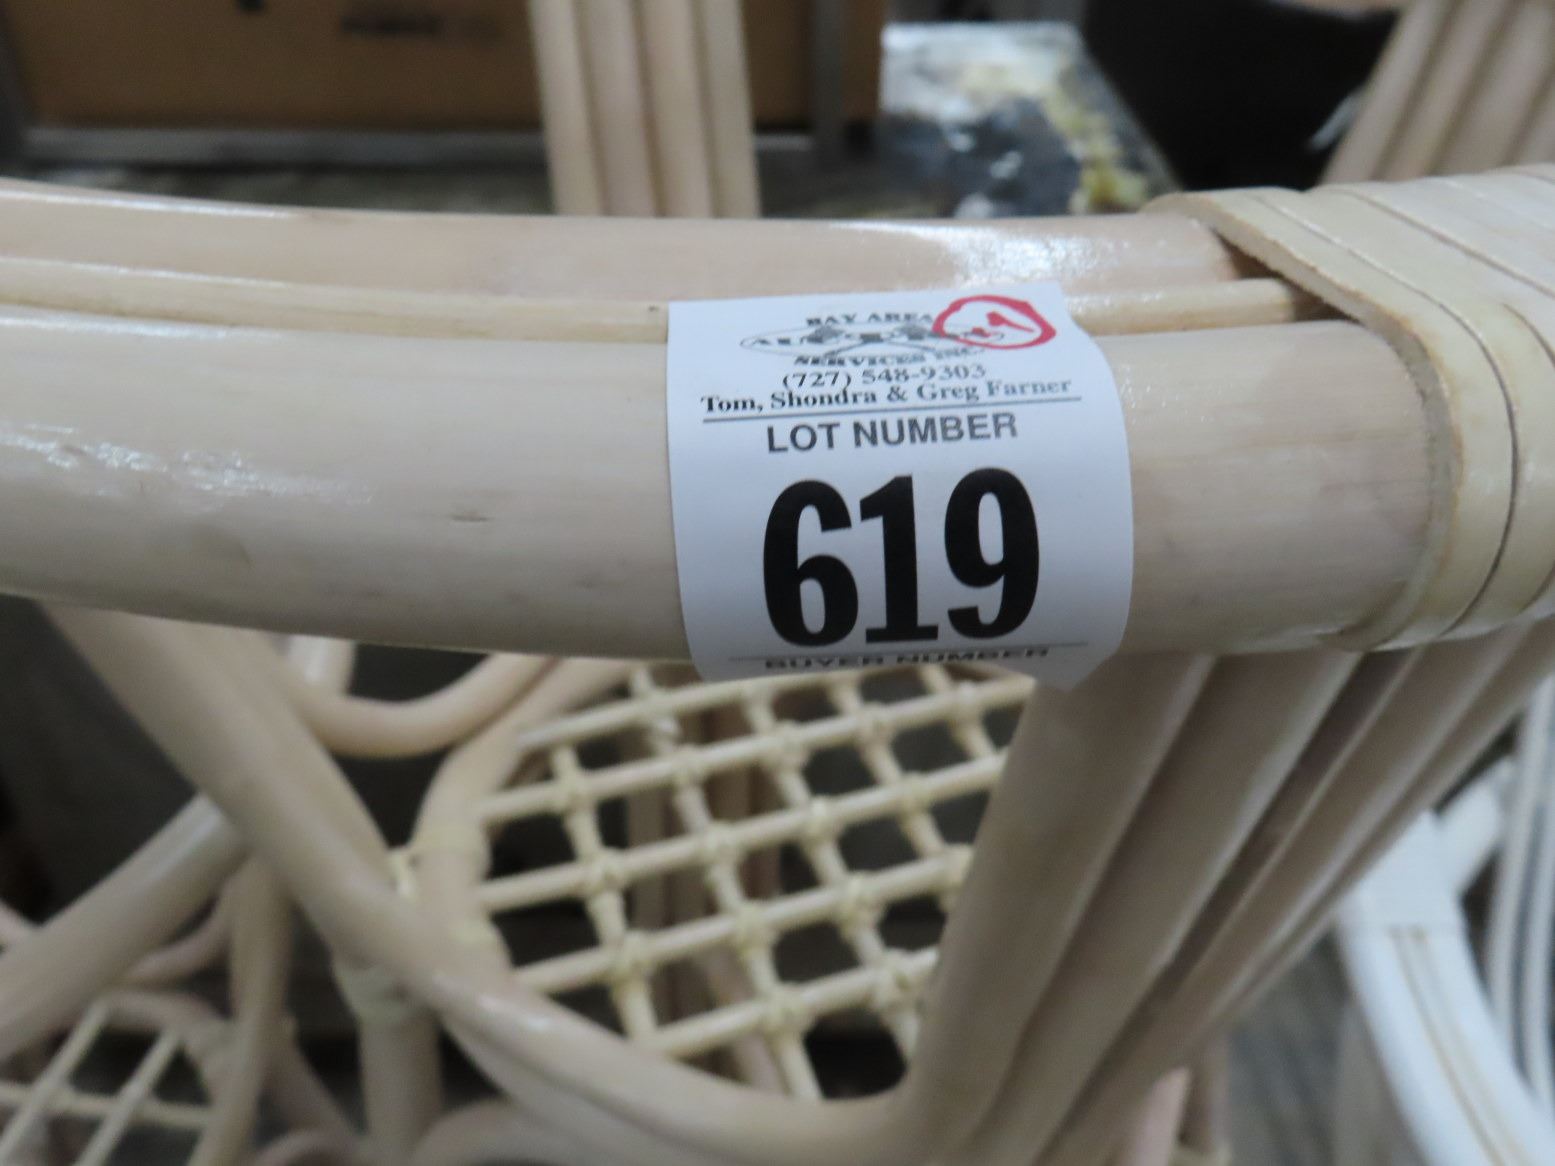 BAY AREA
SERVICES INC.
(727) 548-9303
Tom, Shondra & Greg Farner
LOT NUMBER
619
BUYER NUMBER